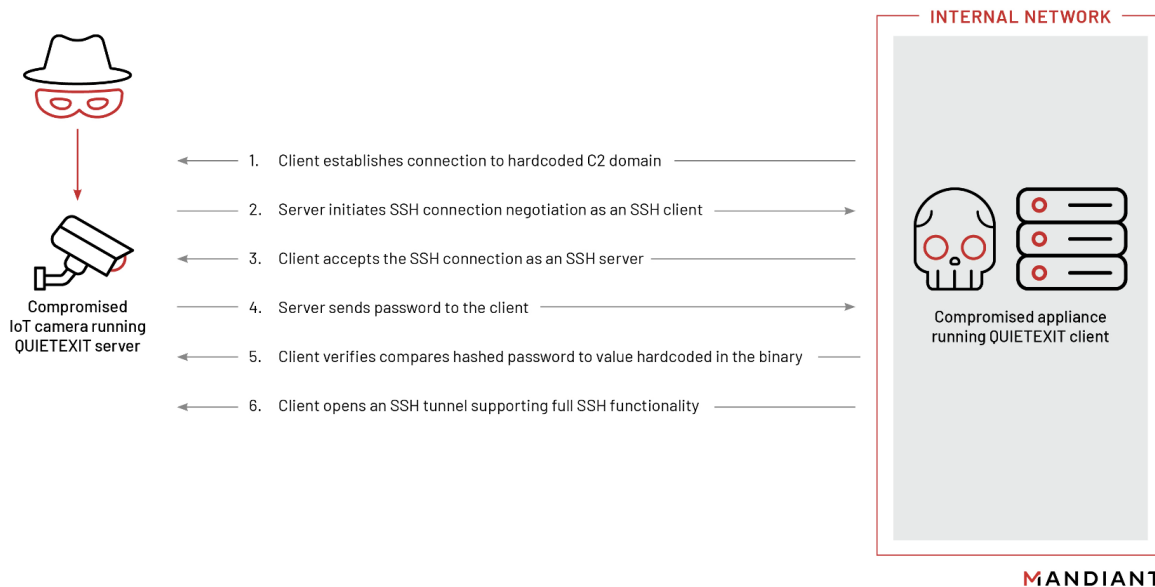 INTERNAL NETWORK
1. Client establishes connection to hardcoded C2 domain
2. Server initiates SSH connection negotiation as an SSH client
3. Client accepts the SSH connection as an SSH server
4. Server sends password to the client
5. Client verifies compares hashed password to value hardcoded in the binary
6. Client opens an SSH tunnel supporting full SSH functionality
Compromised
IoT camera running
QUIETEXIT server
Compromised appliance
running QUIETEXIT client
MANDIANT